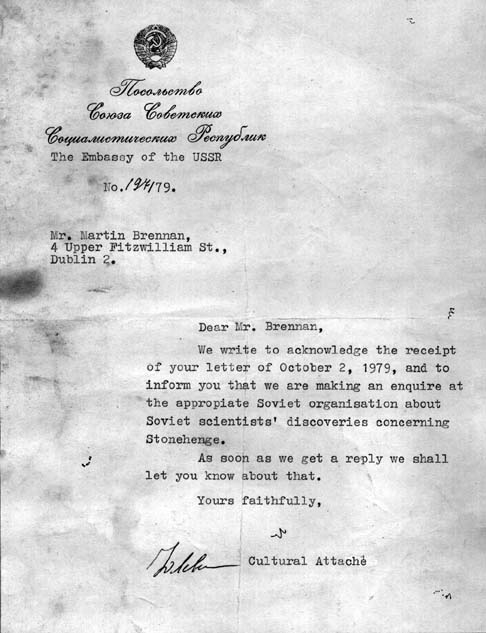 Посольство
Союза Советских
Социалистических Республик
The Embassy of the USSR
No. 194/79.
Mr. Martin Brennan,
4 Upper Fitzwilliam St.,
Dublin 2.
Dear Mr. Brennan,
We write to acknowledge the receipt
of your letter of October 2, 1979, and to
inform you that we are making an enquire at
the appropiate Soviet organisation about
Soviet scientists' discoveries concerning
Stonehenge.
As soon as we get a reply we shall
let you know about that.
Yours faithfully,
Cultural Attaché